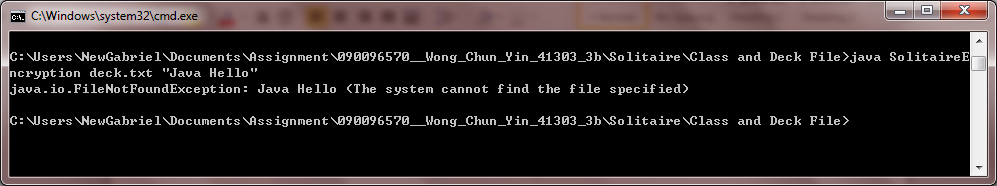 C:\Windows\system32\cmd.exe
C:\Users\NewGabriel\Documents\Assignment\090096570__Wong_Chun_Yin_41303_3b\Solitaire\Class and Deck File>java SolitaireE
ncryption deck.txt "Java Hello"
java.io.FileNotFoundException: Java Hello (The system cannot find the file specified)
C:\Users\NewGabriel\Documents\Assignment\090096570__Wong_Chun_Yin_41303_3b\Solitaire\Class and Deck File>